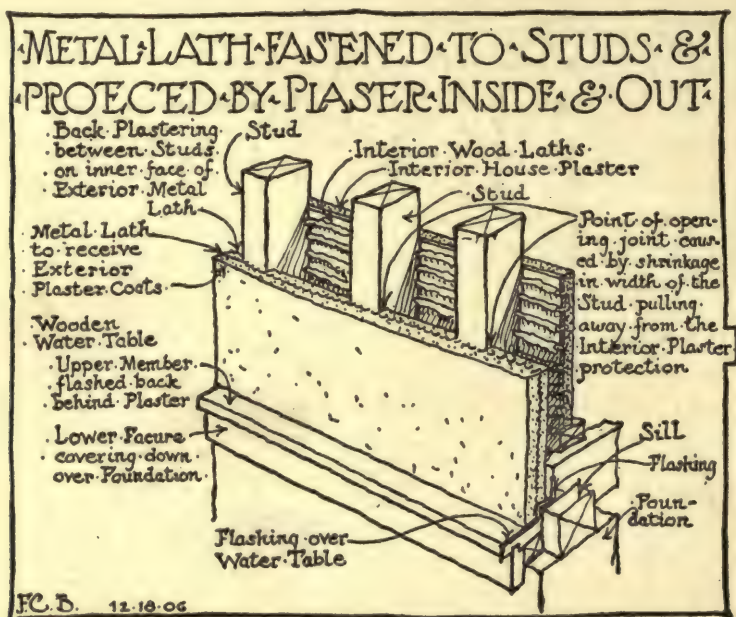 METAL·LATH·FASTENED·TO·STUDS·&
·PROECED·BY·PLASER·INSIDE·&·OUT·
·Back·Plastering·
·between·Studs·
·on·inner·face·of·
·Exterior·Metal
Lath
Stud
·Interior·Wood·Laths·
·Interior·House·Plaster
·Stud
·Metal·Lath·
to·receive
·Exterior
·Plaster·Coats·
Point·of·open-
ing·joint·caus-
ed·by·shrinkage
in·width·of·the
Stud·pulling·
away·from·the
Interior·Plaster
protection
·Wooden
·Water·Table
·Upper·Member
·flashed·back
·behind·Plaster
·Lower·Facure
·covering·down
·over·Foundation·
Sill
Flashing
Foun-
dation
Flashing·over
Water·Table
F.C.B. 12-18-06